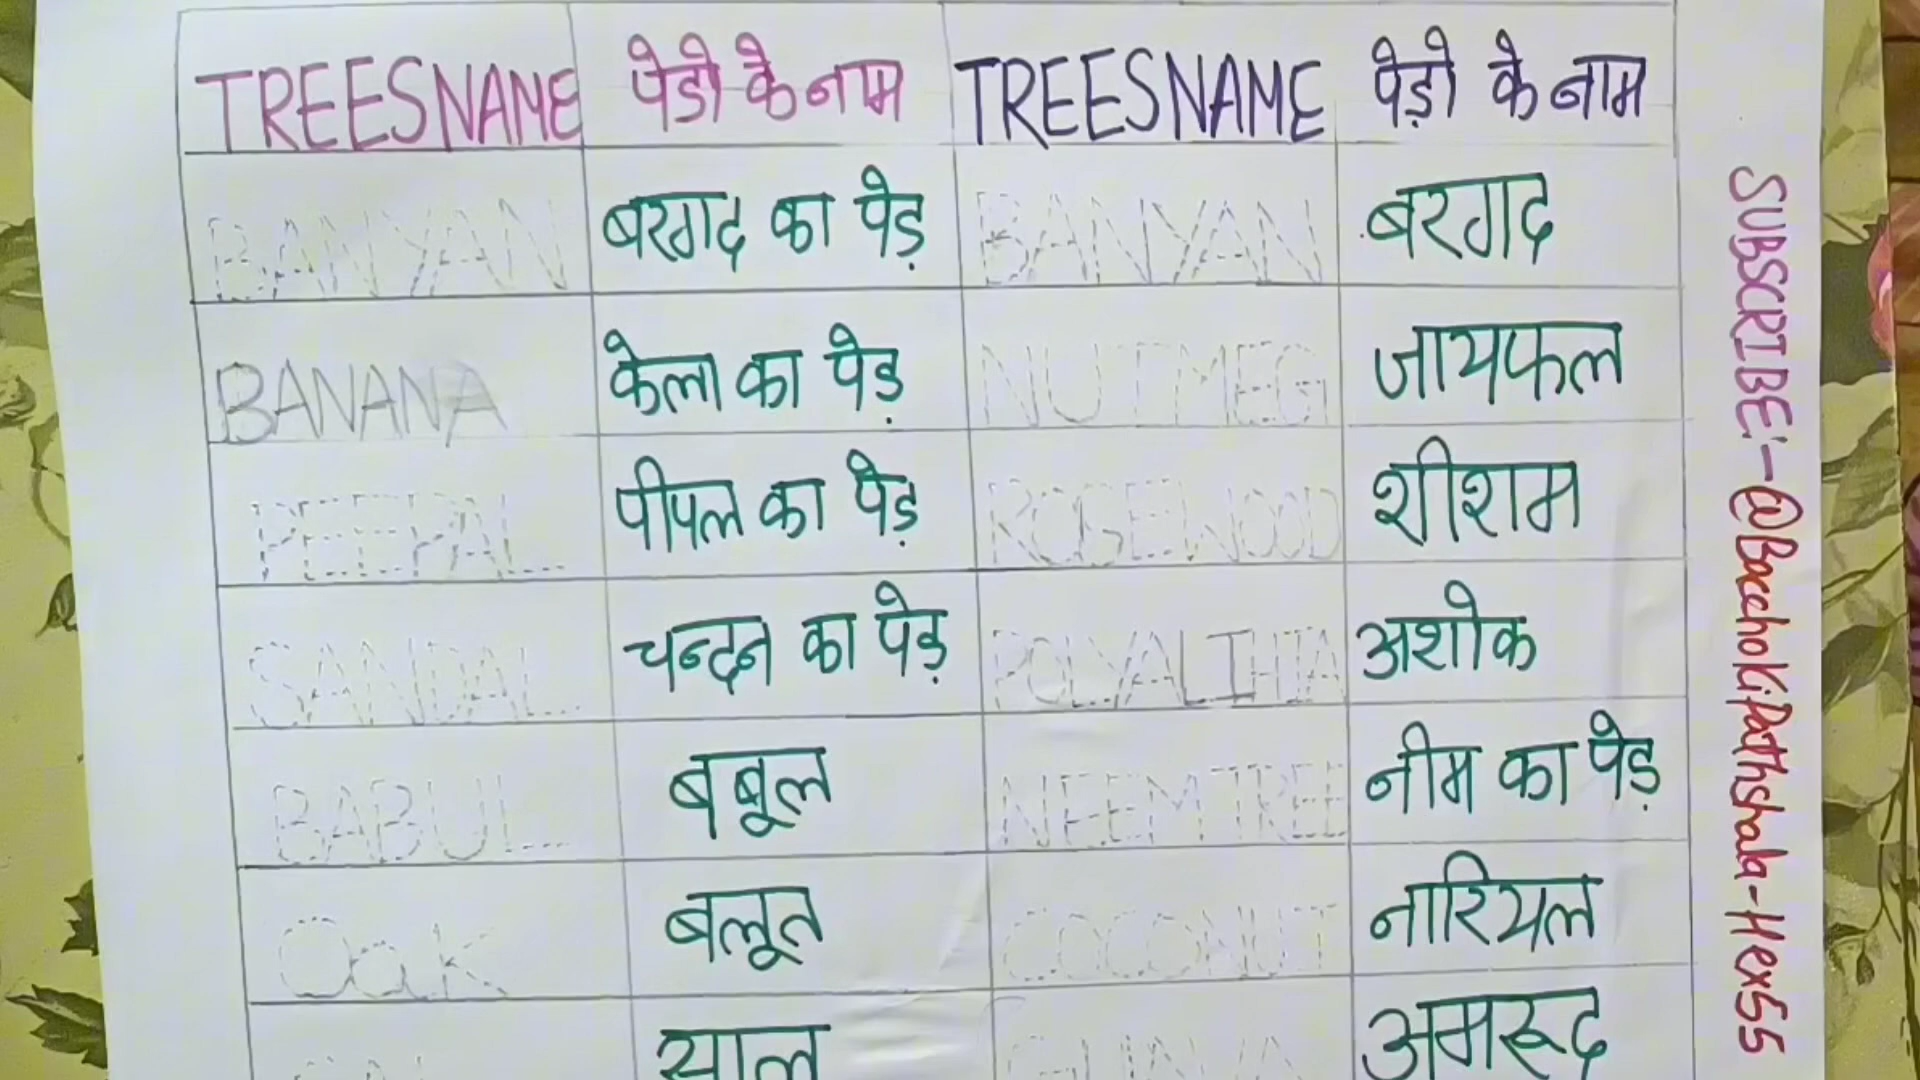 TREESNAME पेडो के नाम TREESNAME पेड़ो के नाम
BANYAN बरगद का पेड़ BANYAN बरगद
BANANA केला का पेड़ NUTMEG जायफल
PEEPAL पीपल का पेड़ ROSEWOOD शीशम
SANDAL चन्दन का पेड़ POLYALTHIA अशोक
BABUL बबूल NEEM TREE नीम का पेड़
Oak बलूत COCONUT नारियल
अमरूद
SUBSCRIBE:-@BacchoKiPathshala-Hex55